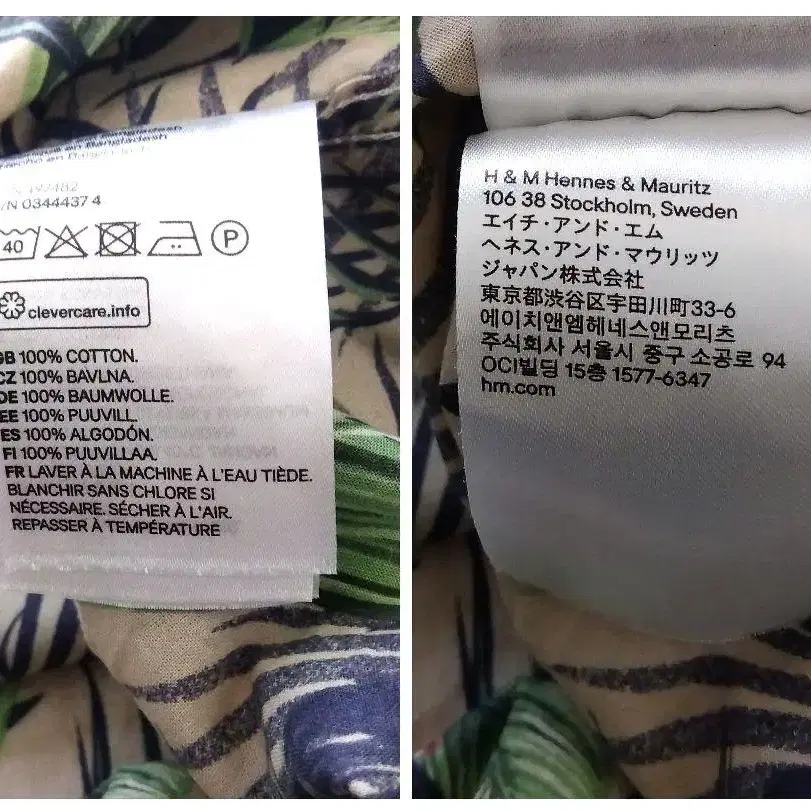 /N 0344437 4
40
P
clevercare.info
GB 100% COTTON.
CZ 100% BAVLNA.
DE 100% BAUMWOLLE.
EE 100% PUUVILL.
ES 100% ALGODÓN.
FI 100% PUUVILLAA.
FR LAVER À LA MACHINE À L'EAU TIÈDE.
BLANCHIR SANS CHLORE SI
NÉCESSAIRE. SÉCHER À L'AIR.
REPASSER À TEMPÉRATURE
H & M Hennes & Mauritz
106 38 Stockholm, Sweden
エイチ・アンド・エム
ヘネス・アンド・マウリッツ
ジャパン株式会社
東京都渋谷区宇田川町33-6
에이치앤엠헤네스앤모리츠
주식회사 서울시 중구 소공로 94
OCI빌딩 15층 1577-6347
hm.com